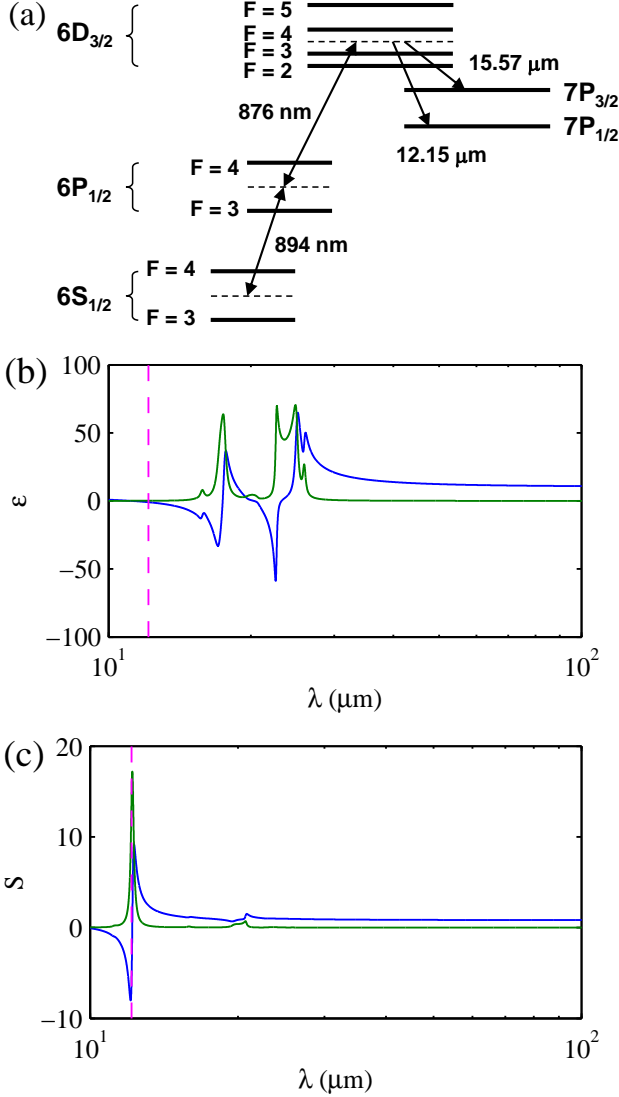 (a)
6D3/2
F = 5
F = 4
F = 3
F = 2
15.57 μm
7P3/2
7P1/2
12.15 μm
876 nm
6P1/2
F = 4
F = 3
894 nm
6S1/2
F = 4
F = 3
(b)
100
50
0
−50
−100
ε
10^1
10^2
λ (μm)
(c)
20
10
0
−10
S
10^1
10^2
λ (μm)